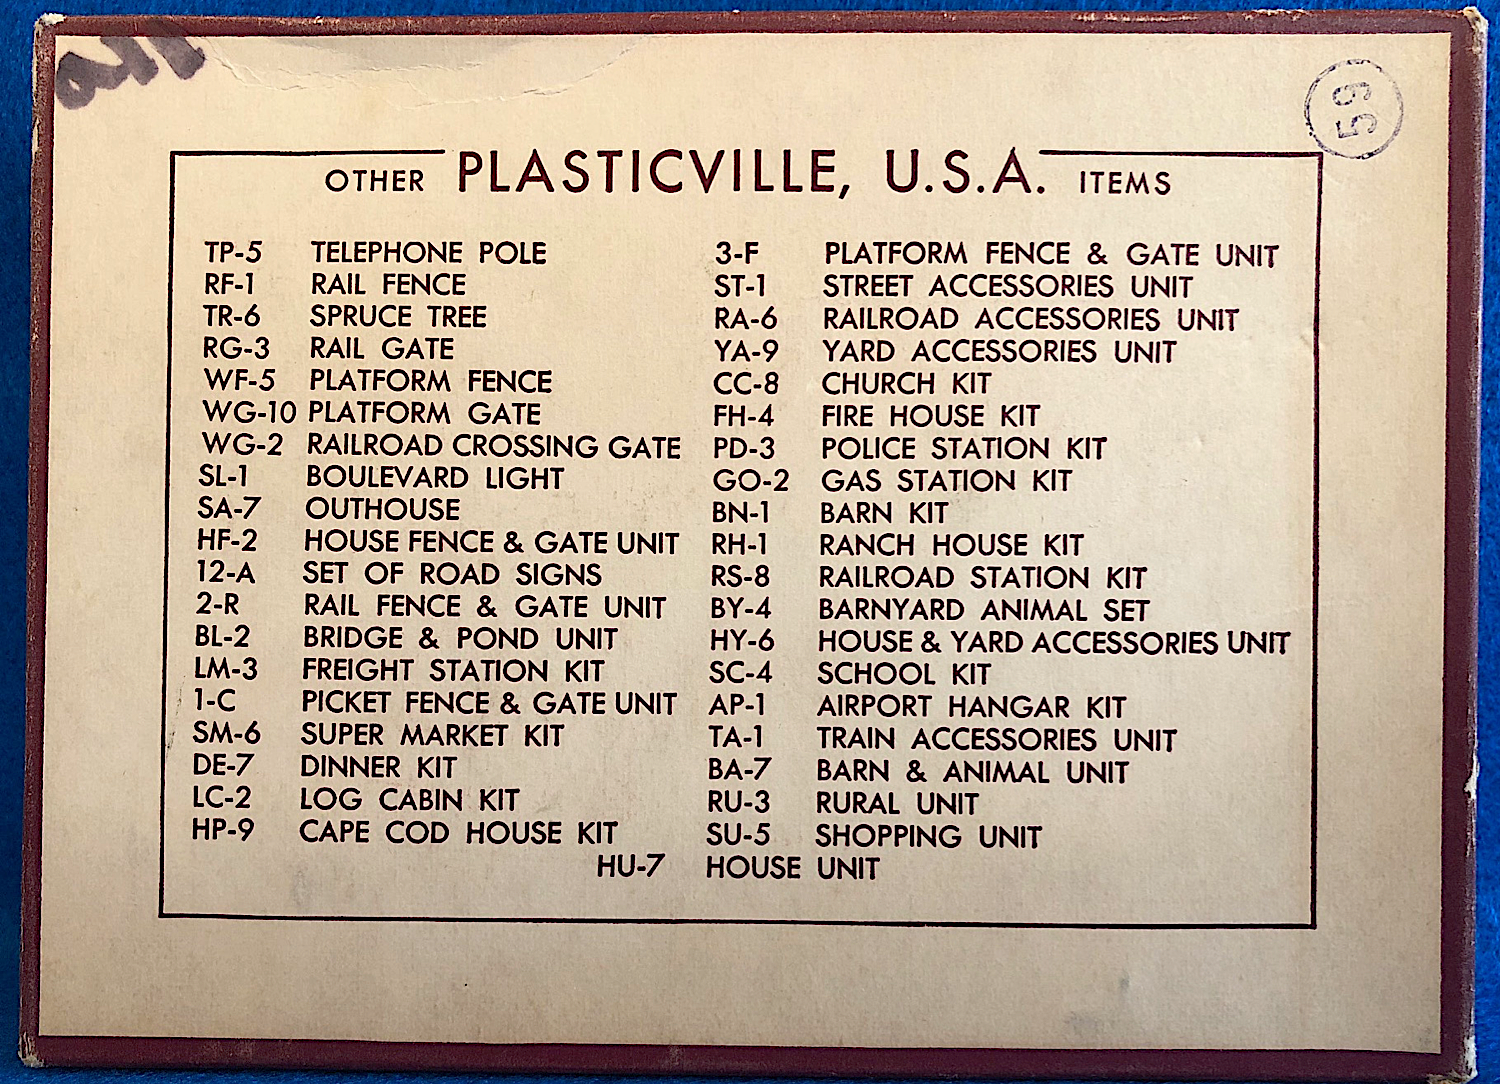 59
OTHER PLASTICVILLE, U.S.A. ITEMS
TP-5 TELEPHONE POLE
RF-1 RAIL FENCE
TR-6 SPRUCE TREE
RG-3 RAIL GATE
WF-5 PLATFORM FENCE
WG-10 PLATFORM GATE
WG-2 RAILROAD CROSSING GATE
SL-1 BOULEVARD LIGHT
SA-7 OUTHOUSE
HF-2 HOUSE FENCE & GATE UNIT
12-A SET OF ROAD SIGNS
2-R RAIL FENCE & GATE UNIT
BL-2 BRIDGE & POND UNIT
LM-3 FREIGHT STATION KIT
1-C PICKET FENCE & GATE UNIT
SM-6 SUPER MARKET KIT
DE-7 DINNER KIT
LC-2 LOG CABIN KIT
HP-9 CAPE COD HOUSE KIT
3-F PLATFORM FENCE & GATE UNIT
ST-1 STREET ACCESSORIES UNIT
RA-6 RAILROAD ACCESSORIES UNIT
YA-9 YARD ACCESSORIES UNIT
CC-8 CHURCH KIT
FH-4 FIRE HOUSE KIT
PD-3 POLICE STATION KIT
GO-2 GAS STATION KIT
BN-1 BARN KIT
RH-1 RANCH HOUSE KIT
RS-8 RAILROAD STATION KIT
BY-4 BARNYARD ANIMAL SET
HY-6 HOUSE & YARD ACCESSORIES UNIT
SC-4 SCHOOL KIT
AP-1 AIRPORT HANGAR KIT
TA-1 TRAIN ACCESSORIES UNIT
BA-7 BARN & ANIMAL UNIT
RU-3 RURAL UNIT
SU-5 SHOPPING UNIT
HU-7 HOUSE UNIT